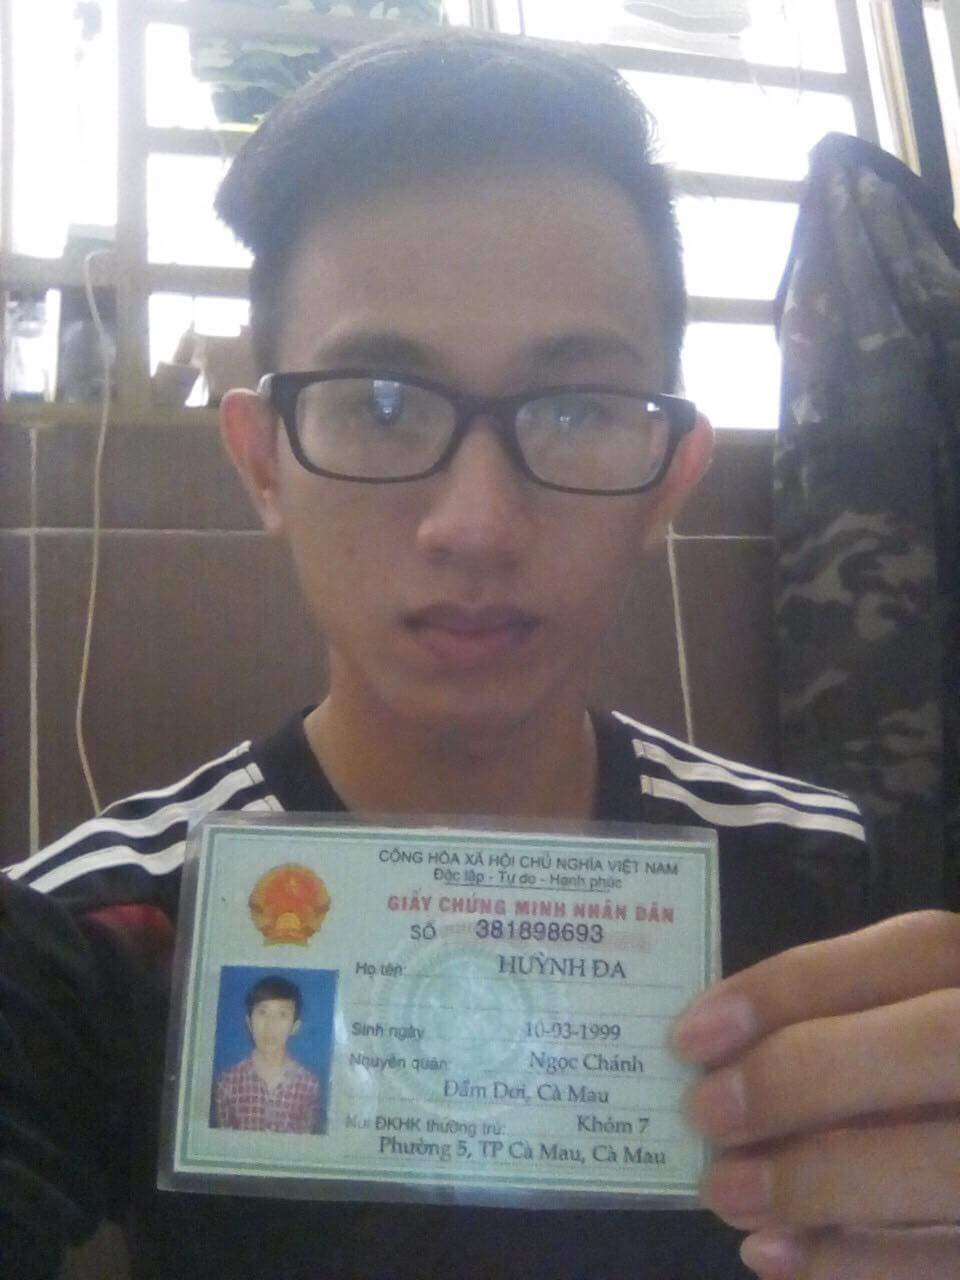 CỘNG HÒA XÃ HỘI CHỦ NGHĨA VIỆT NAM
Độc lập - Tự do - Hạnh phúc
GIẤY CHỨNG MINH NHÂN DÂN
SỐ 381898693
Họ tên: HUỲNH ĐA
Sinh ngày 10-03-1999
Nguyên quán: Ngọc Chánh
Đầm Dơi, Cà Mau
Nơi ĐKHK thường trú: Khóm 7
Phường 5, TP Cà Mau, Cà Mau